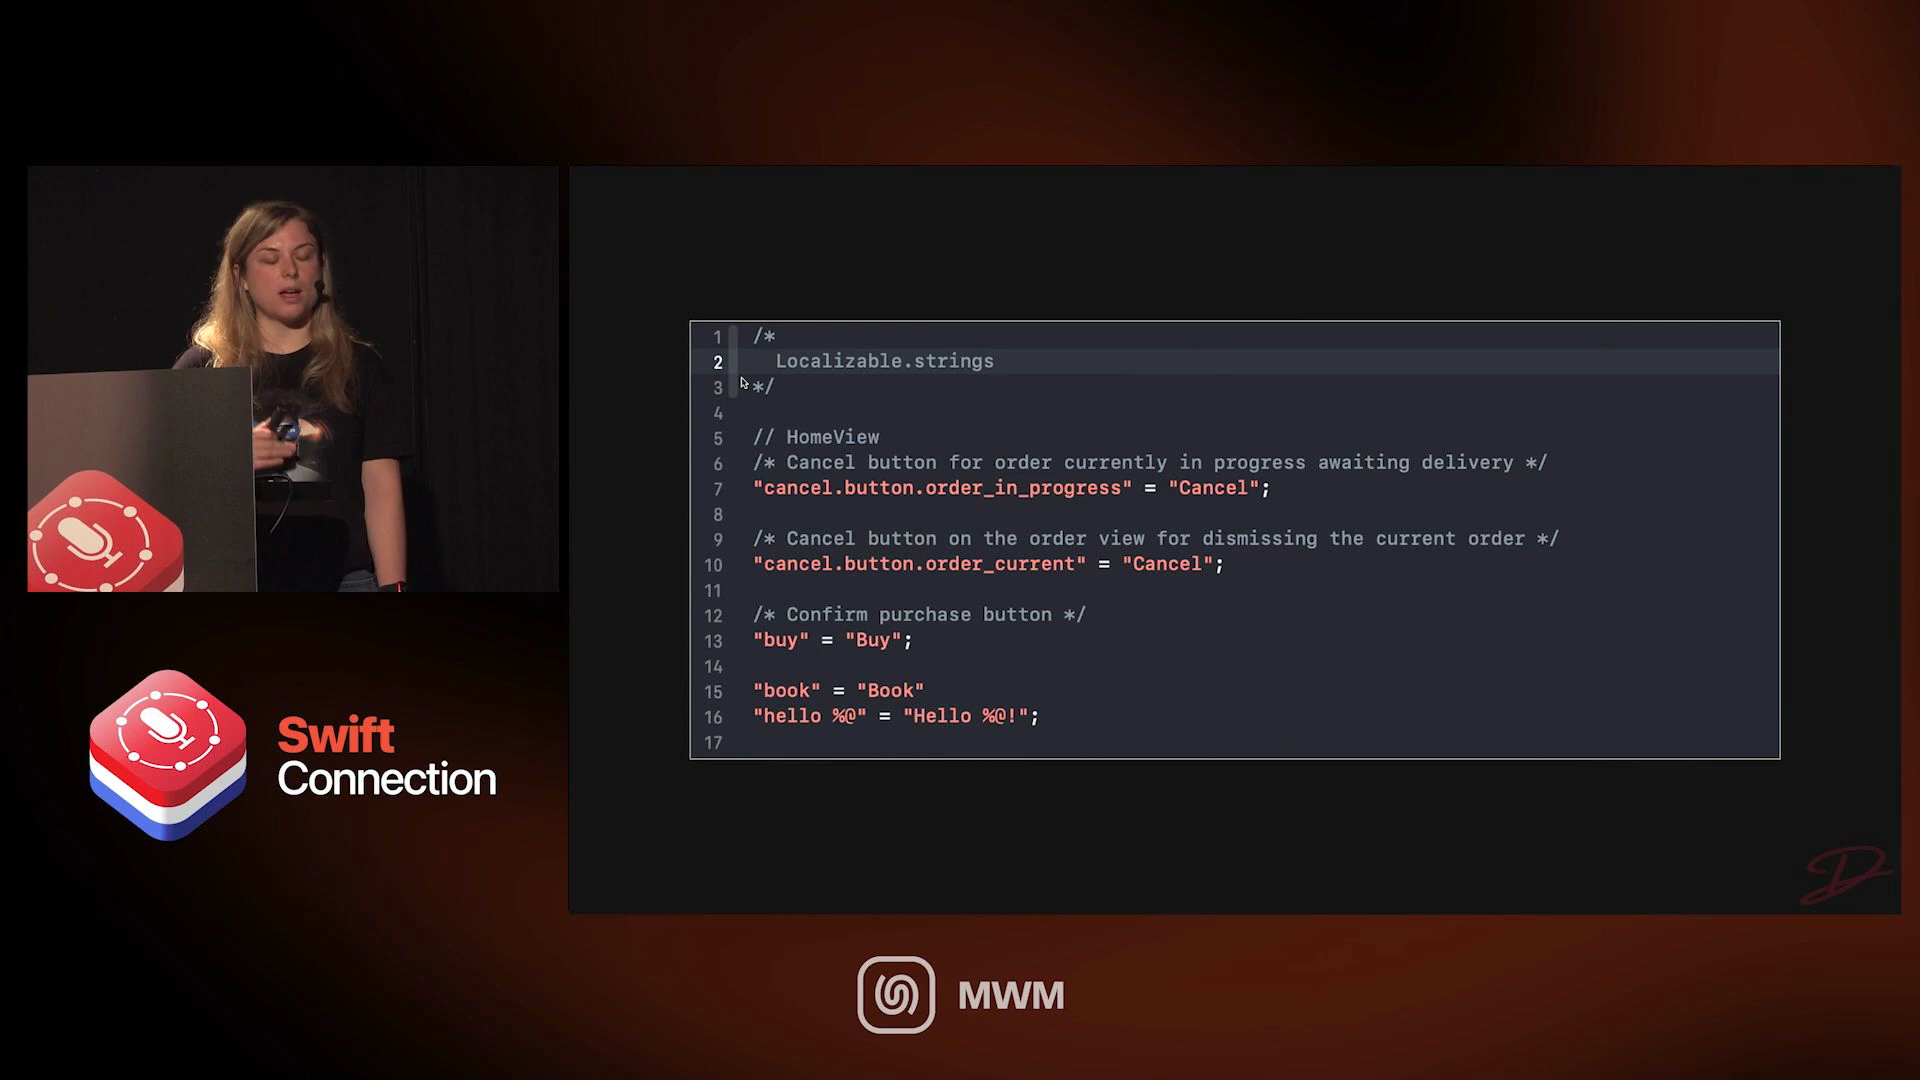 1 /*
2 Localizable.strings
3 */
4
5 // HomeView
6 /* Cancel button for order currently in progress awaiting delivery */
7 "cancel.button.order_in_progress" = "Cancel";
8
9 /* Cancel button on the order view for dismissing the current order */
10 "cancel.button.order_current" = "Cancel";
11
12 /* Confirm purchase button */
13 "buy" = "Buy";
14
15 "book" = "Book"
16 "hello %@" = "Hello %@!";
17
Swift
Connection
D
MWM